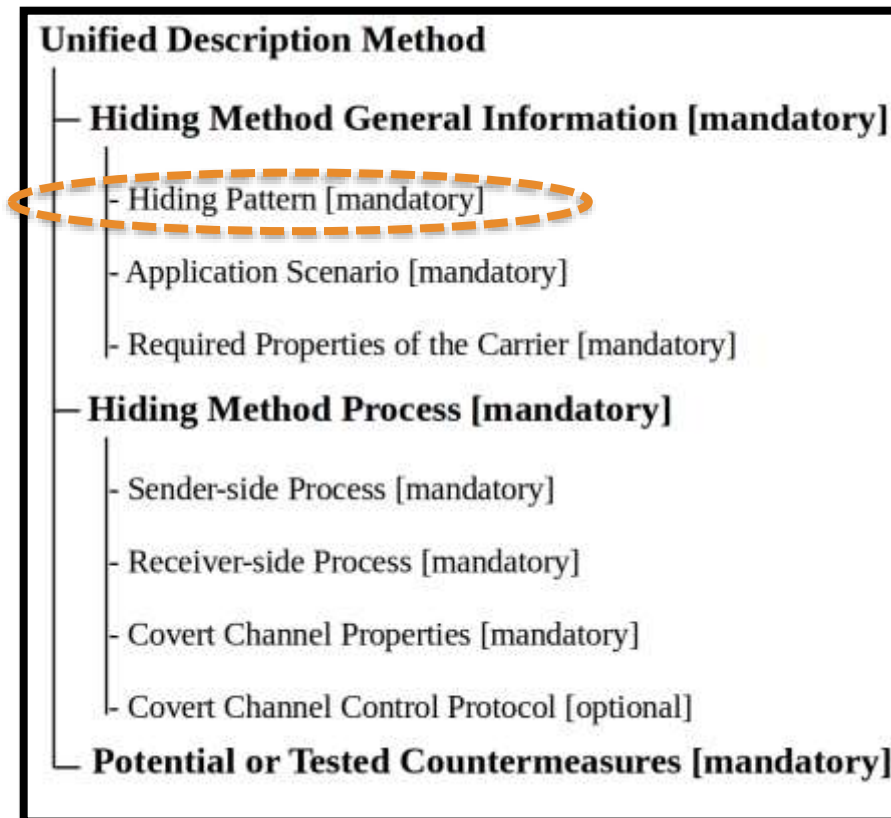 Unified Description Method
Hiding Method General Information [mandatory]
- Hiding Pattern [mandatory]
- Application Scenario [mandatory]
- Required Properties of the Carrier [mandatory]
Hiding Method Process [mandatory]
- Sender-side Process [mandatory]
- Receiver-side Process [mandatory]
- Covert Channel Properties [mandatory]
- Covert Channel Control Protocol [optional]
Potential or Tested Countermeasures [mandatory]